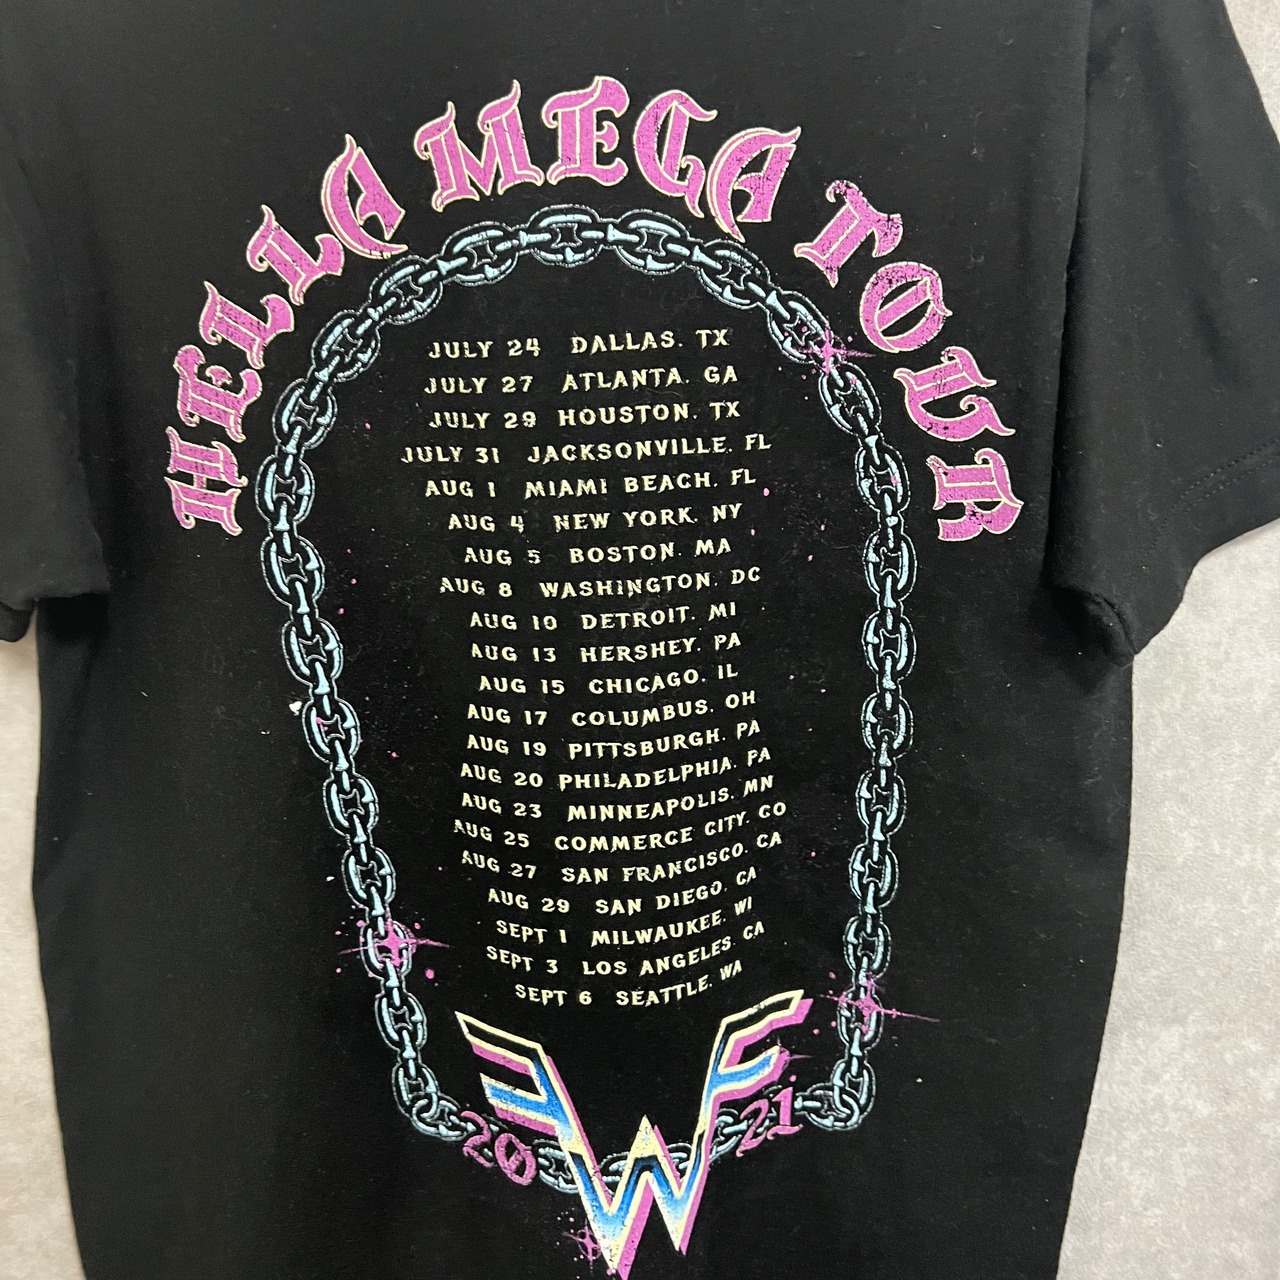 HELLA MEGA TOUR
JULY 24 DALLAS, TX
JULY 27 ATLANTA, GA
JULY 29 HOUSTON, TX
JULY 31 JACKSONVILLE, FL
AUG 1 MIAMI BEACH, FL
AUG 4 NEW YORK, NY
AUG 5 BOSTON, MA
AUG 8 WASHINGTON, DC
AUG 10 DETROIT, MI
AUG 13 HERSHEY, PA
AUG 15 CHICAGO, IL
AUG 17 COLUMBUS, OH
AUG 19 PITTSBURGH, PA
AUG 20 PHILADELPHIA, PA
AUG 23 MINNEAPOLIS, MN
AUG 25 COMMERCE CITY, CO
AUG 27 SAN FRANCISCO, CA
AUG 29 SAN DIEGO, CA
SEPT 1 MILWAUKEE, WI
SEPT 3 LOS ANGELES, CA
SEPT 6 SEATTLE, WA
20 W 21